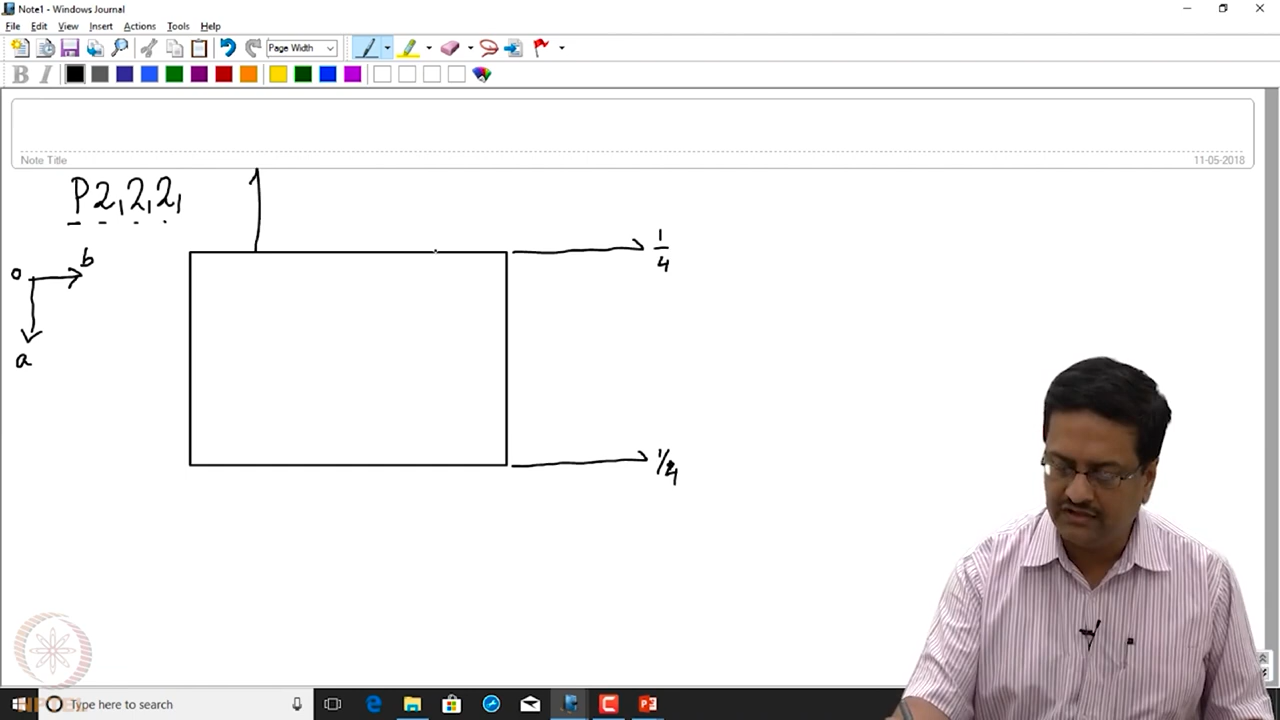 Note1 - Windows Journal
File Edit View Insert Actions Tools Help
Page Width
B I
Note Title
11-05-2018
P2₁2₁2₁
o b
a
1/4
1/4
Type here to search